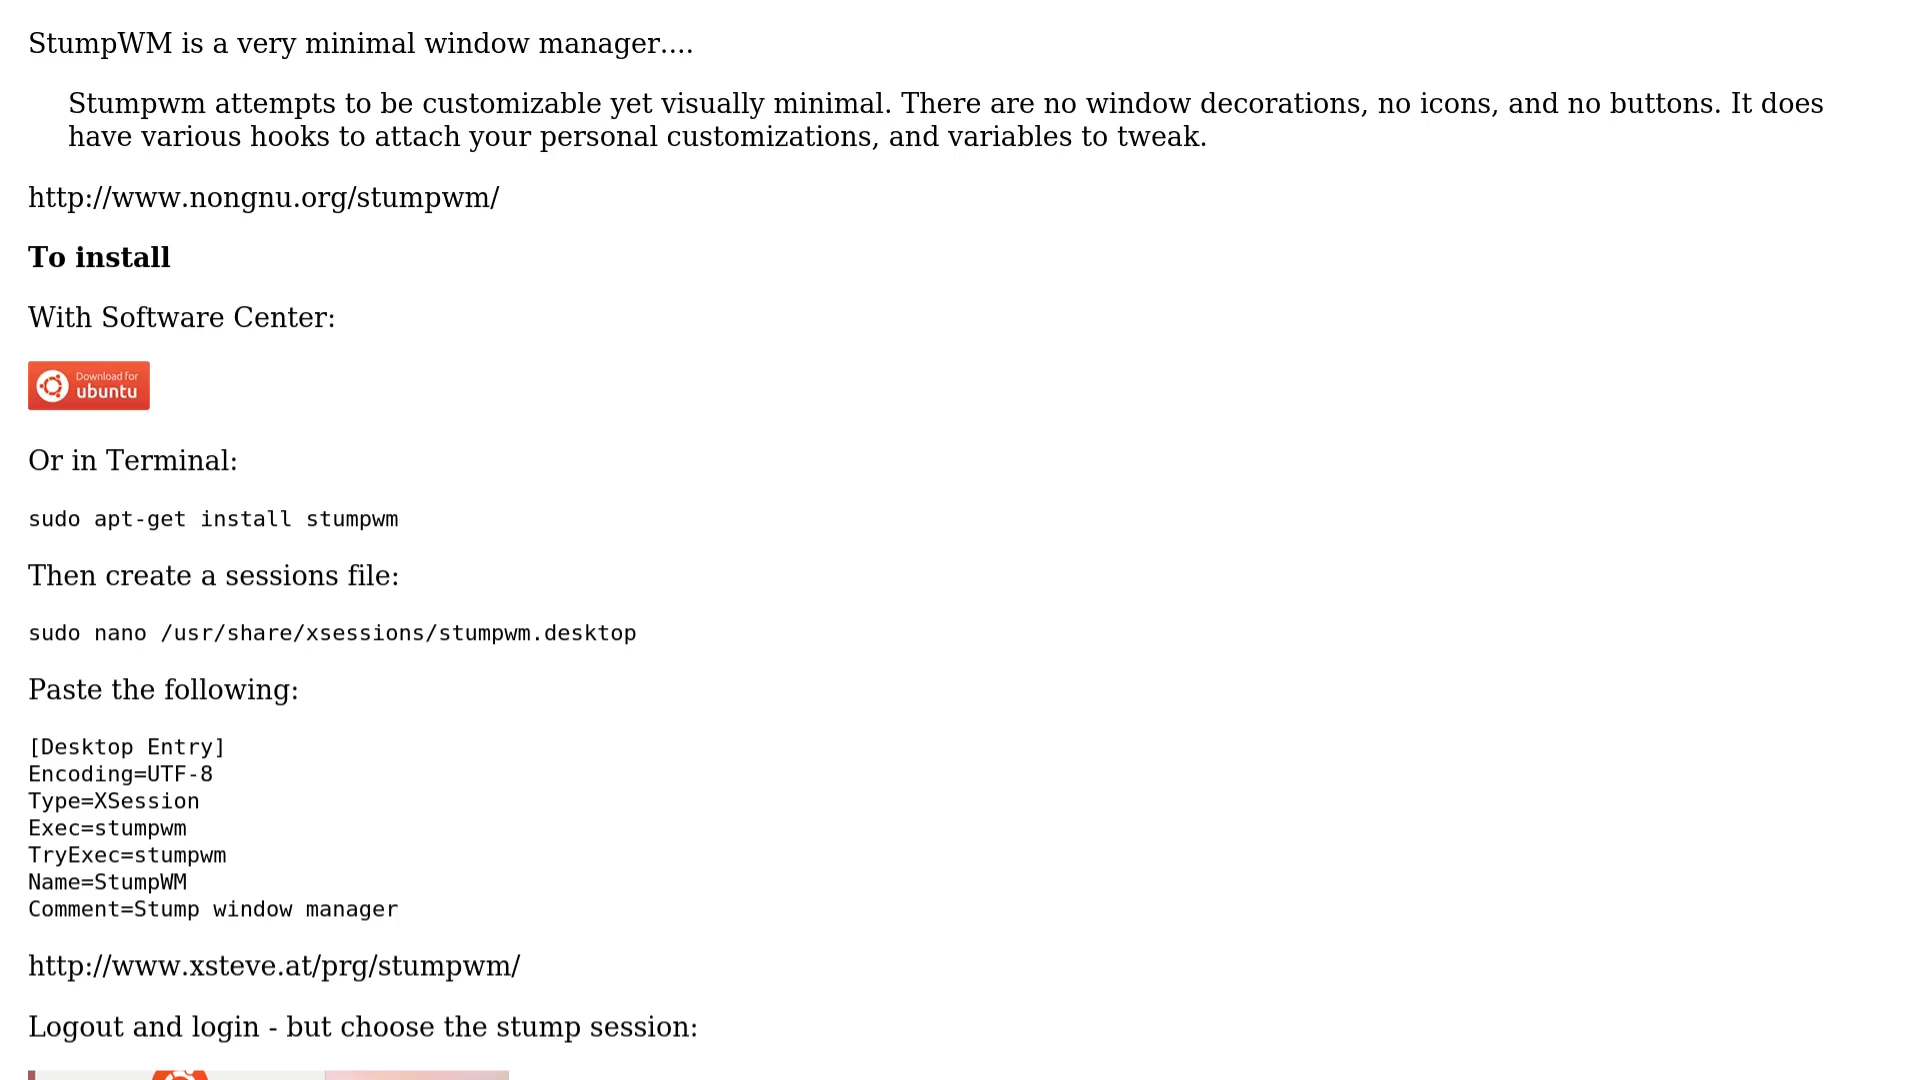 StumpWM is a very minimal window manager....
Stumpwm attempts to be customizable yet visually minimal. There are no window decorations, no icons, and no buttons. It does
have various hooks to attach your personal customizations, and variables to tweak.
http://www.nongnu.org/stumpwm/
To install
With Software Center:
Download for
ubuntu
Or in Terminal:
sudo apt-get install stumpwm
Then create a sessions file:
sudo nano /usr/share/xsessions/stumpwm.desktop
Paste the following:
[Desktop Entry]
Encoding=UTF-8
Type=XSession
Exec=stumpwm
TryExec=stumpwm
Name=StumpWM
Comment=Stump window manager
http://www.xsteve.at/prg/stumpwm/
Logout and login - but choose the stump session: